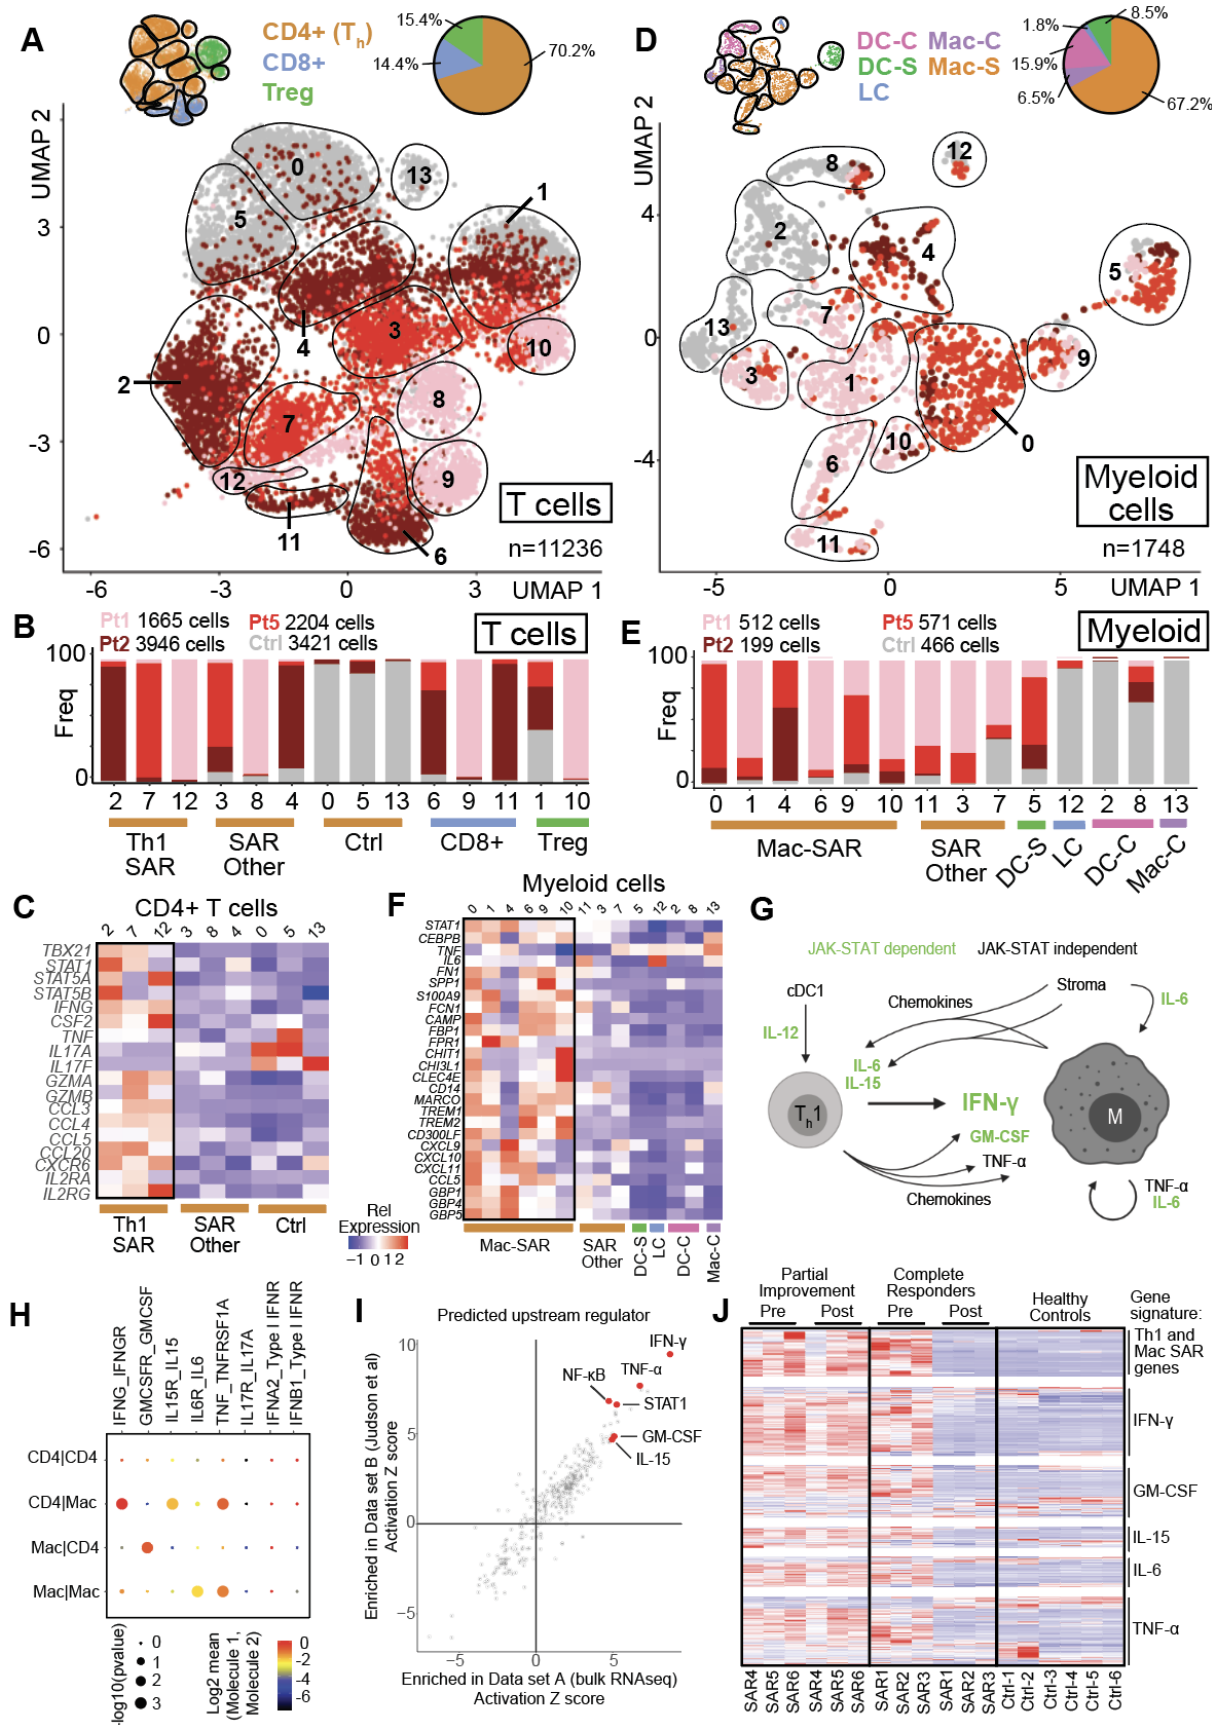 A
CD4+ (Th)
CD8+
Treg
15.4%
14.4%
70.2%
UMAP 2
3
0
-3
-6
0
13
5
1
4
3
10
2
8
7
12
9
11
6
T cells
n=11236
-6
-3
0
3
UMAP 1
D
DC-C
Mac-C
DC-S
Mac-S
LC
8.5%
1.8%
15.9%
6.5%
67.2%
UMAP 2
4
0
-4
8
12
2
4
5
13
7
3
1
9
0
10
6
11
Myeloid
cells
n=1748
-5
0
5
UMAP 1
B
Pt1 1665 cells
Pt5 2204 cells
Pt2 3946 cells
Ctrl 3421 cells
T cells
100
Freq
0
2 7 12 3 8 4 0 5 13 6 9 11 1 10
Th1
SAR
SAR
Other
Ctrl
CD8+
Treg
E
Pt1 512 cells
Pt5 571 cells
Pt2 199 cells
Ctrl 466 cells
Myeloid
100
Freq
0
0 1 4 6 9 10 11 3 7 5 12 2 8 13
Mac-SAR
SAR
Other
DC-S
LC
DC-C
Mac-C
C
CD4+ T cells
2 7 12 3 8 4 0 5 13
TBX21
STAT1
STAT5A
STAT5B
IFNG
CSF2
TNF
IL17A
IL17F
GZMA
GZMB
CCL3
CCL4
CCL5
CCL20
CXCR6
IL2RA
IL2RG
Th1
SAR
SAR
Other
Ctrl
Rel
Expression
−1 0 1 2
F
Myeloid cells
0 1 4 6 9 10 11 3 7 5 12 2 8 13
STAT1
CEBPB
TNF
IL6
FN1
SPP1
S100A9
FCN1
CAMP
FBP1
FPR1
CHIT1
CHI3L1
CLEC4E
CD14
MARCO
TREM1
TREM2
CD300LF
CXCL9
CXCL10
CXCL11
CCL5
GBP1
GBP4
GBP5
Mac-SAR
SAR
Other
DC-S
LC
DC-C
Mac-C
G
JAK-STAT dependent
JAK-STAT independent
cDC1
IL-12
Chemokines
Stroma
IL-6
IL-6
IL-15
Th1
IFN-γ
GM-CSF
TNF-α
Chemokines
M
TNF-α
IL-6
H
IFNG_IFNGR
GMCSFR_GMCSF
IL15R_IL15
IL6R_IL6
TNF_TNFRSF1A
IL17R_IL17A
IFNA2_Type I IFNR
IFNB1_Type I IFNR
CD4|CD4
CD4|Mac
Mac|CD4
Mac|Mac
-log10(pvalue)
0
1
2
3
Log2 mean
(Molecule 1,
Molecule 2)
0
-2
-4
-6
I
Predicted upstream regulator
Enriched in Data set B (Judson et al)
Activation Z score
10
5
0
−5
IFN-γ
TNF-α
NF-κB
STAT1
GM-CSF
IL-15
−5
0
5
Enriched in Data set A (bulk RNAseq)
Activation Z score
J
Partial
Improvement
Pre
Post
Complete
Responders
Pre
Post
Healthy
Controls
Gene
signature:
Th1 and
Mac SAR
genes
IFN-γ
GM-CSF
IL-15
IL-6
TNF-α
SAR4
SAR5
SAR6
SAR4
SAR5
SAR6
SAR1
SAR2
SAR3
SAR1
SAR2
SAR3
Ctrl-1
Ctrl-2
Ctrl-3
Ctrl-4
Ctrl-5
Ctrl-6